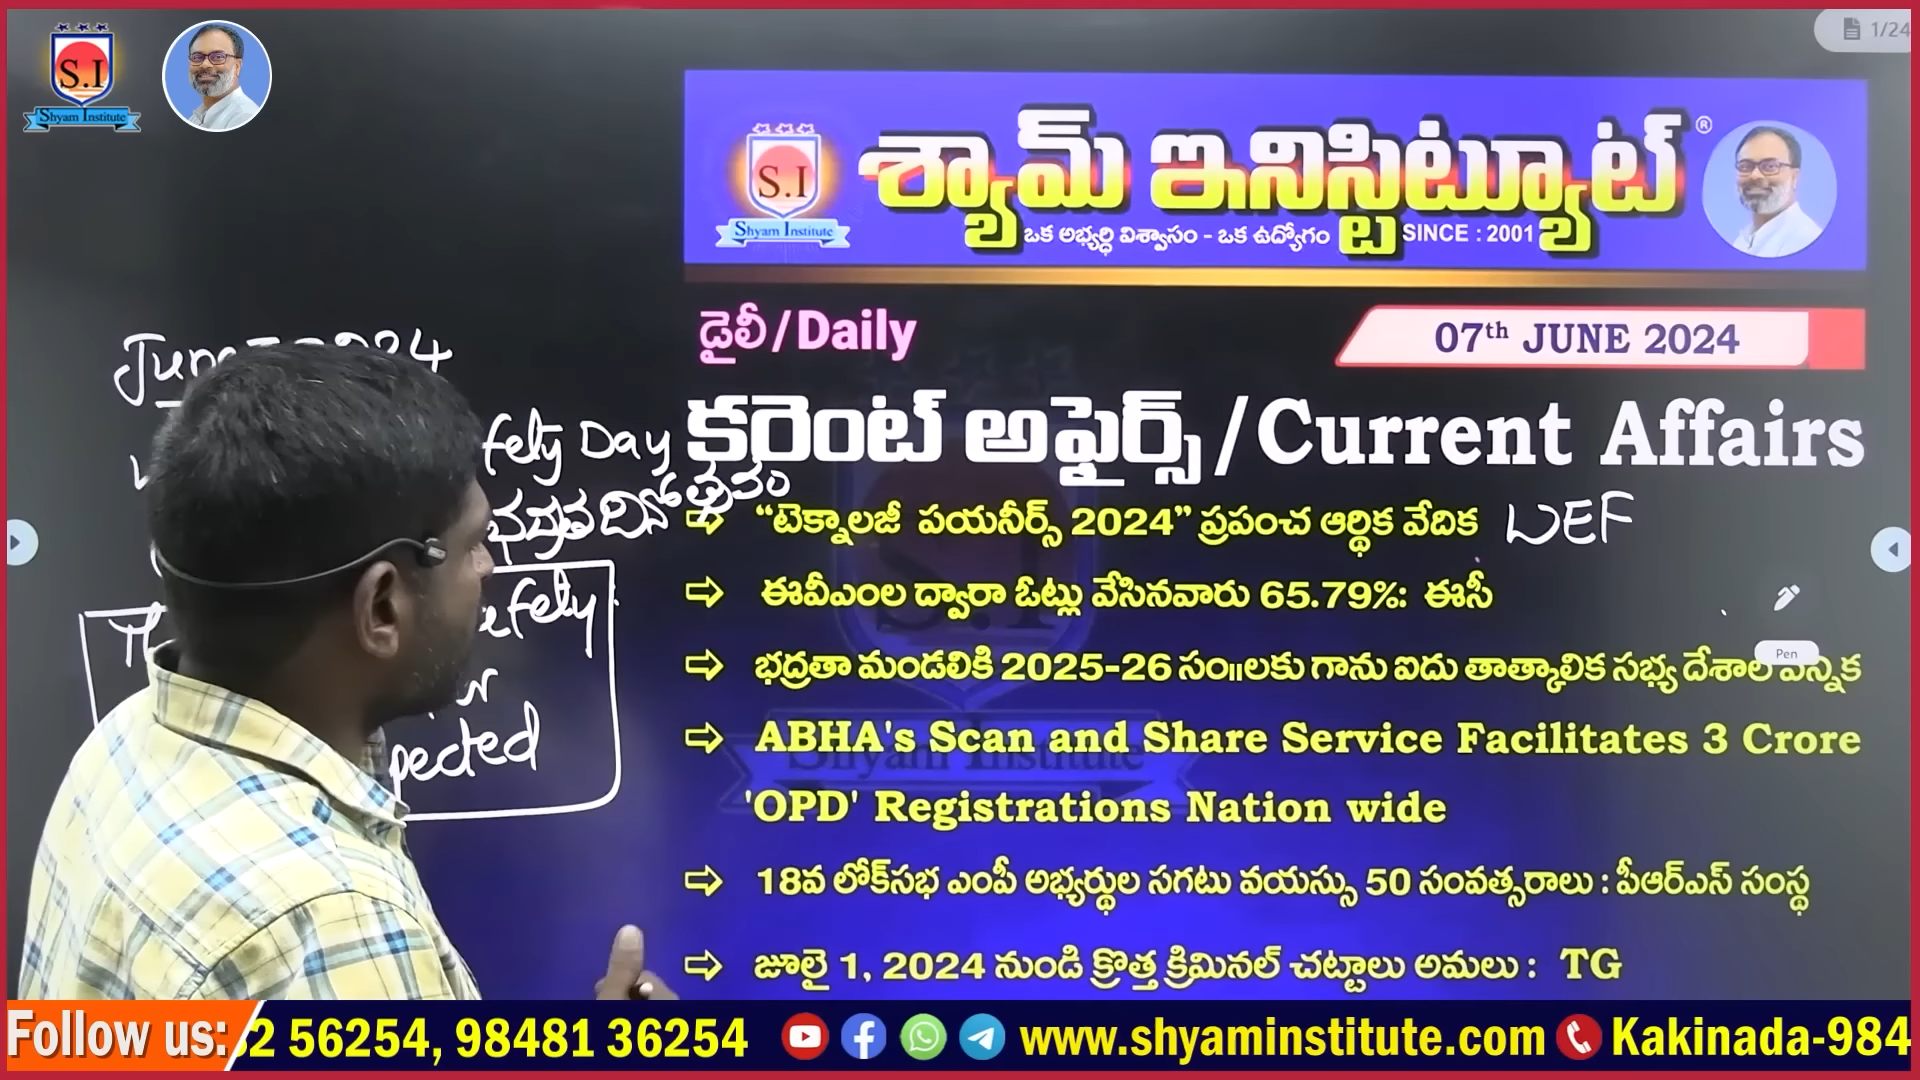 S.I
Shyam Institute
1/24
S.I
Shyam Institute
శ్యామ్ ఇనిస్టిట్యూట్ ®
ఒక అభ్యర్ధి విశ్వాసం - ఒక ఉద్యోగం SINCE : 2001
డైలీ/Daily
07th JUNE 2024
కరెంట్ అఫైర్స్/Current Affairs
⇨ “టెక్నాలజీ పయనీర్స్ 2024” ప్రపంచ ఆర్థిక వేదిక WEF
⇨ ఈవీఎంల ద్వారా ఓట్లు వేసినవారు 65.79%: ఈసీ
Pen
⇨ భద్రతా మండలికి 2025-26 సం॥లకు గాను ఐదు తాత్కాలిక సభ్య దేశాల ఎన్నిక
⇨ ABHA's Scan and Share Service Facilitates 3 Crore
'OPD' Registrations Nation wide
⇨ 18వ లోక్‌సభ ఎంపీ అభ్యర్థుల సగటు వయస్సు 50 సంవత్సరాలు : పీఆర్ఎస్ సంస్థ
⇨ జూలై 1, 2024 నుండి క్రొత్త క్రిమినల్ చట్టాలు అమలు : TG
fety Day
భద్రత దినోత్సవం
efety
pected
Follow us: 2 56254, 98481 36254 www.shyaminstitute.com Kakinada-984